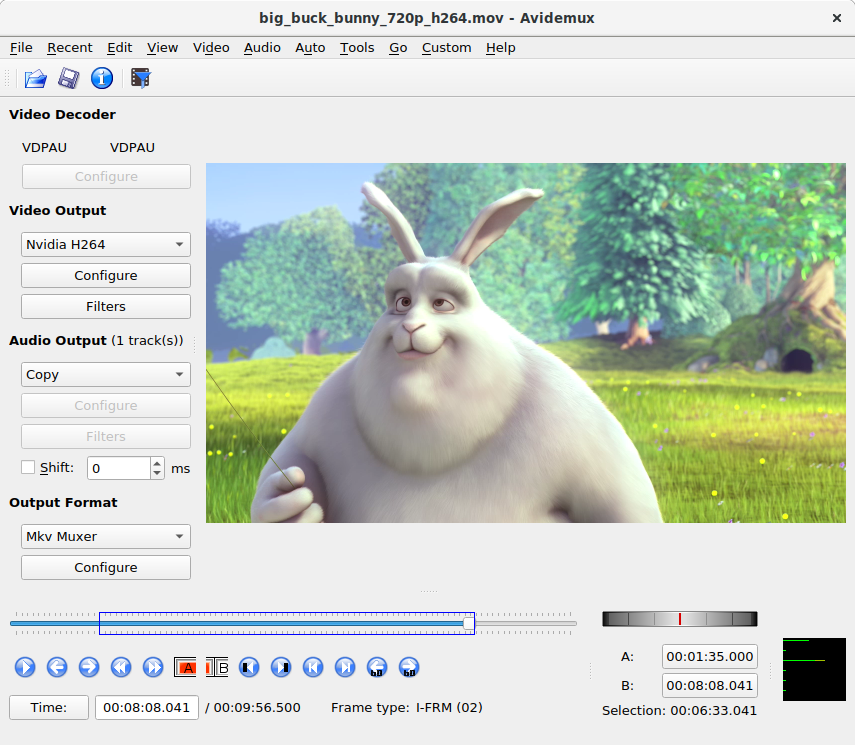 big_buck_bunny_720p_h264.mov - Avidemux
File Recent Edit View Video Audio Auto Tools Go Custom Help
Video Decoder
VDPAU VDPAU
Configure
Video Output
Nvidia H264
Configure
Filters
Audio Output (1 track(s))
Copy
Configure
Filters
Shift: 0 ms
Output Format
Mkv Muxer
Configure
A B 60 60
A: 00:01:35.000
B: 00:08:08.041
Time: 00:08:08.041 / 00:09:56.500 Frame type: I-FRM (02)
Selection: 00:06:33.041